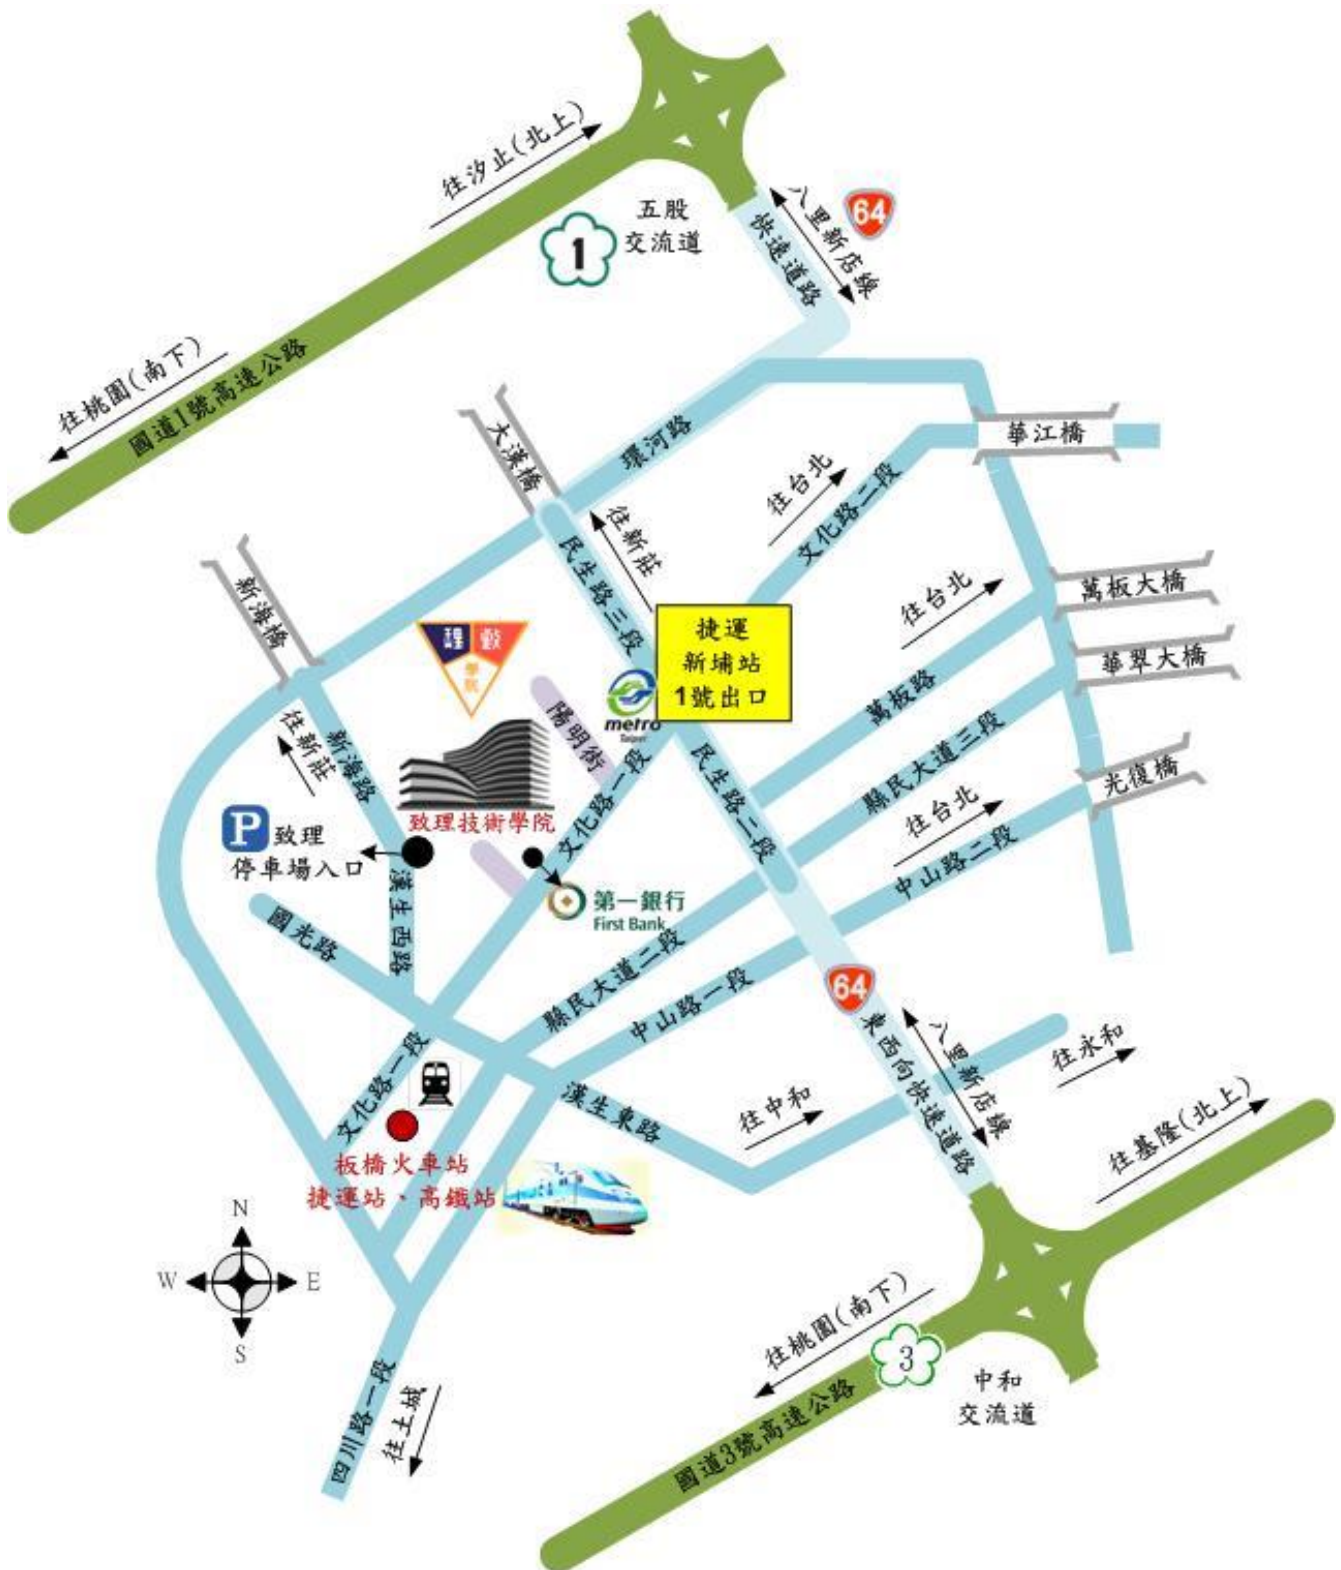 往汐止(北上)
五股
交流道
1
64
八里新店線
快速道路
往桃園(南下)
國道1號高速公路
大漢橋
環河路
華江橋
往台北
文化路二段
往新莊
民生路三段
新海橋
捷運
新埔站
1號出口
metro
Taipei
往台北
萬板大橋
華翠大橋
萬板路
縣民大道三段
光復橋
往台北
中山路二段
理 致
學院
陽明街
往新莊
新海路
文化路一段
民生路二段
致理技術學院
P 致理
停車場入口
漢生西路
第一銀行
First Bank
國光路
縣民大道二段
中山路一段
64
東西向快速道路
八里新店線
文化路一段
漢生東路
往中和
往永和
往基隆(北上)
板橋火車站
捷運站、高鐵站
N
W
E
S
往桃園(南下)
3
中和
交流道
國道3號高速公路
四川路一段
往土城